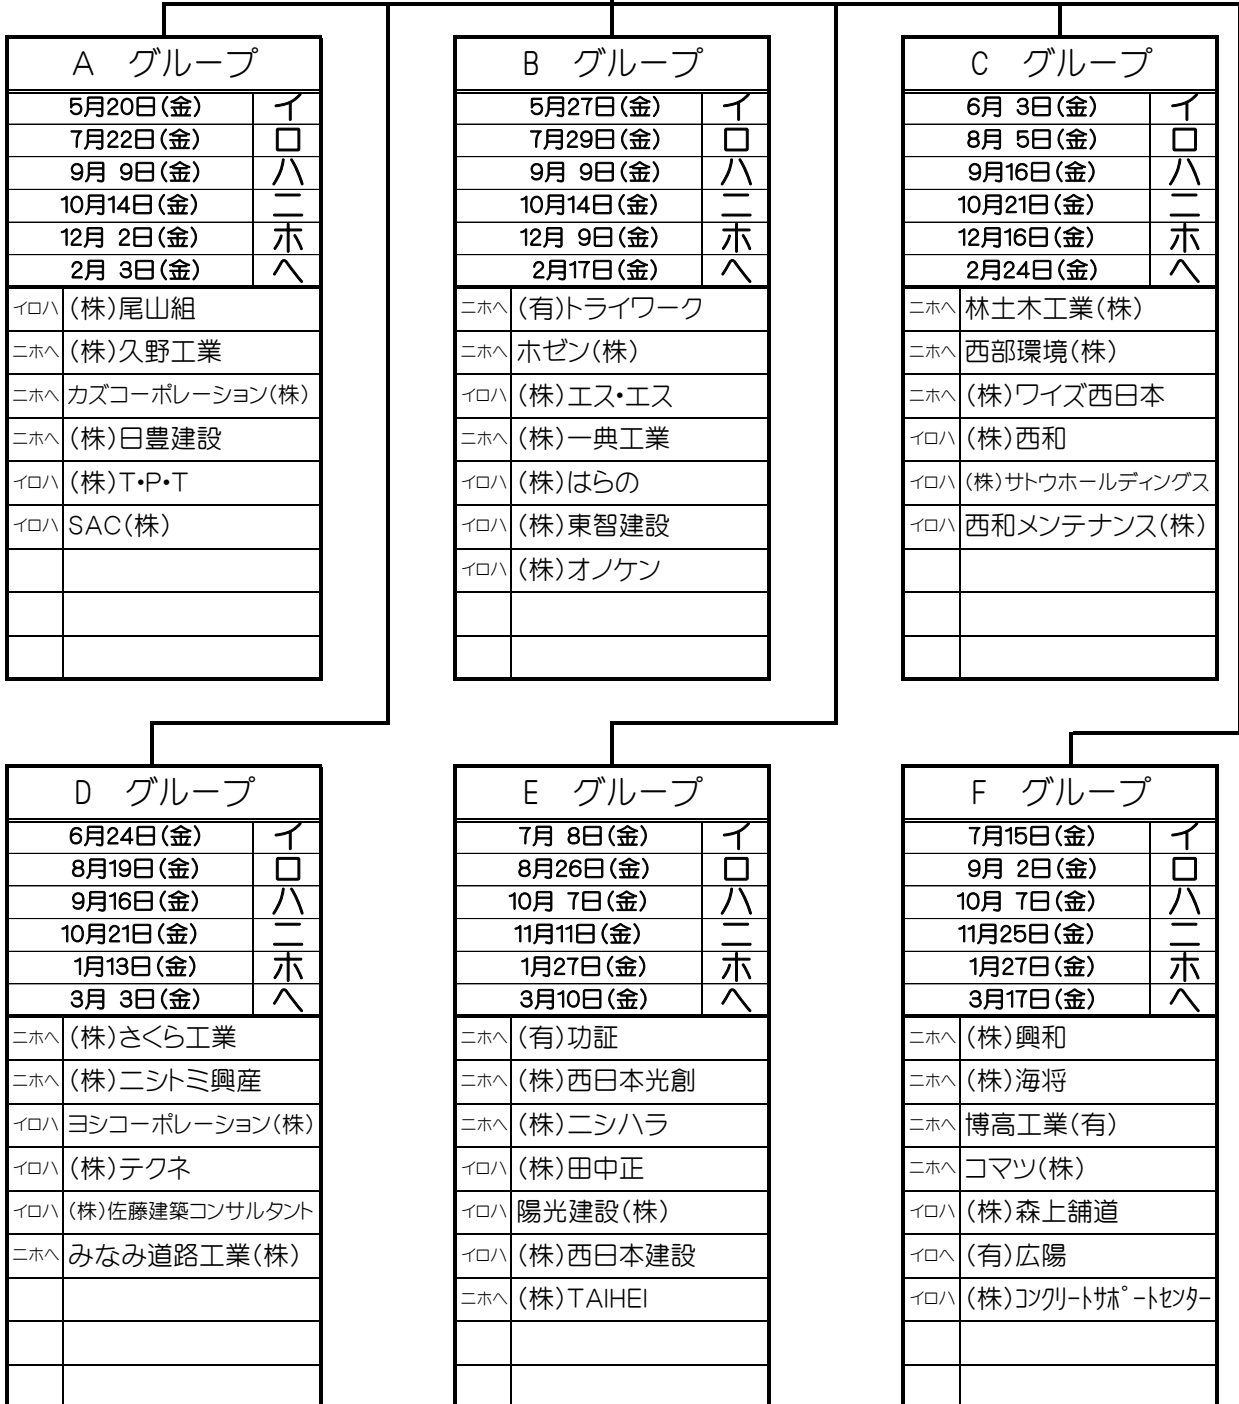 A グループ
5月20日(金) イ
7月22日(金) ロ
9月 9日(金) ハ
10月14日(金) ニ
12月 2日(金) ホ
2月 3日(金) ヘ
イロハ (株)尾山組
ニホヘ (株)久野工業
ニホヘ カズコーポレーション(株)
ニホヘ (株)日豊建設
イロハ (株)T・P・T
イロハ SAC(株)
B グループ
5月27日(金) イ
7月29日(金) ロ
9月 9日(金) ハ
10月14日(金) ニ
12月 9日(金) ホ
2月17日(金) ヘ
ニホヘ (有)トライワーク
ニホヘ ホゼン(株)
イロハ (株)エス・エス
ニホヘ (株)一典工業
イロハ (株)はらの
イロハ (株)東智建設
イロハ (株)オノケン
C グループ
6月 3日(金) イ
8月 5日(金) ロ
9月16日(金) ハ
10月21日(金) ニ
12月16日(金) ホ
2月24日(金) ヘ
ニホヘ 林土木工業(株)
ニホヘ 西部環境(株)
ニホヘ (株)ワイズ西日本
イロハ (株)西和
イロハ (株)サトウホールディングス
イロハ 西和メンテナンス(株)
D グループ
6月24日(金) イ
8月19日(金) ロ
9月16日(金) ハ
10月21日(金) ニ
1月13日(金) ホ
3月 3日(金) ヘ
ニホヘ (株)さくら工業
ニホヘ (株)ニシトミ興産
イロハ ヨシコーポレーション(株)
イロハ (株)テクネ
イロハ (株)佐藤建築コンサルタント
ニホヘ みなみ道路工業(株)
E グループ
7月 8日(金) イ
8月26日(金) ロ
10月 7日(金) ハ
11月11日(金) ニ
1月27日(金) ホ
3月10日(金) ヘ
ニホヘ (有)功証
ニホヘ (株)西日本光創
ニホヘ (株)ニシハラ
イロハ (株)田中正
イロハ 陽光建設(株)
イロハ (株)西日本建設
ニホヘ (株)TAIHEI
F グループ
7月15日(金) イ
9月 2日(金) ロ
10月 7日(金) ハ
11月25日(金) ニ
1月27日(金) ホ
3月17日(金) ヘ
ニホヘ (株)興和
ニホヘ (株)海将
ニホヘ 博高工業(有)
ニホヘ コマツ(株)
イロハ (株)森上舗道
イロヘ (有)広陽
イロハ (株)ｺﾝｸﾘｰﾄｻﾎﾟｰﾄｾﾝﾀｰ